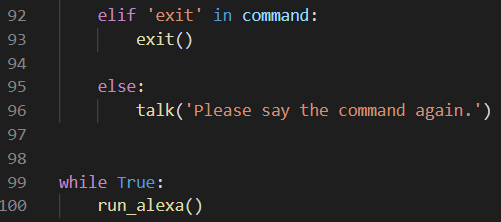 92 elif 'exit' in command:
93 exit()
94
95 else:
96 talk('Please say the command again.')
97
98
99 while True:
100 run_alexa()